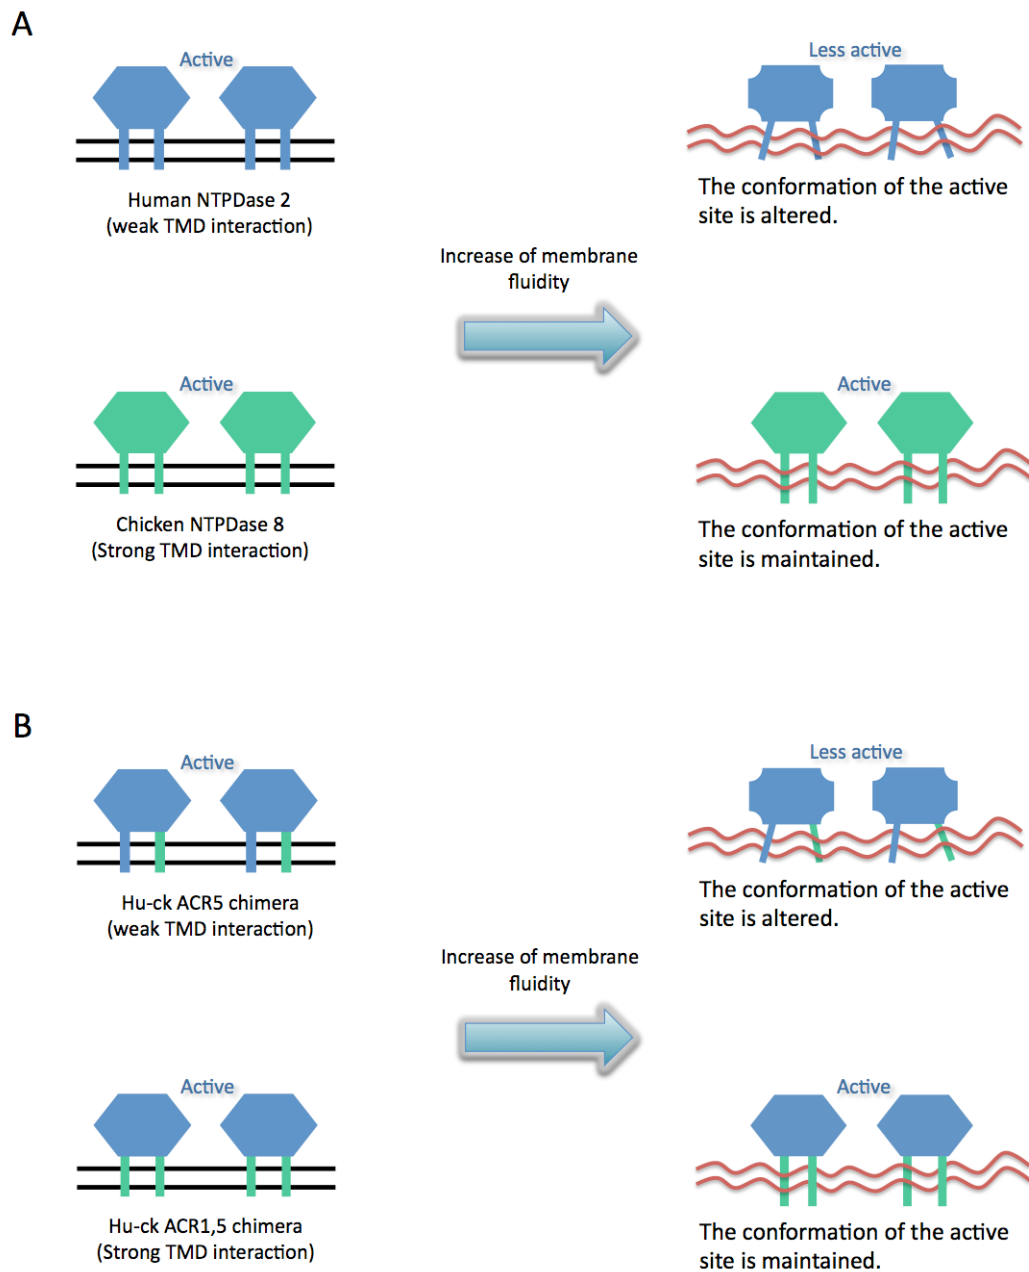 A
Active
Less active
Human NTPDase 2
(weak TMD interaction)
The conformation of the active
site is altered.
Increase of membrane
fluidity
Active
Active
Chicken NTPDase 8
(Strong TMD interaction)
The conformation of the active
site is maintained.
B
Active
Less active
Hu-ck ACR5 chimera
(weak TMD interaction)
The conformation of the active
site is altered.
Increase of membrane
fluidity
Active
Active
Hu-ck ACR1,5 chimera
(Strong TMD interaction)
The conformation of the active
site is maintained.